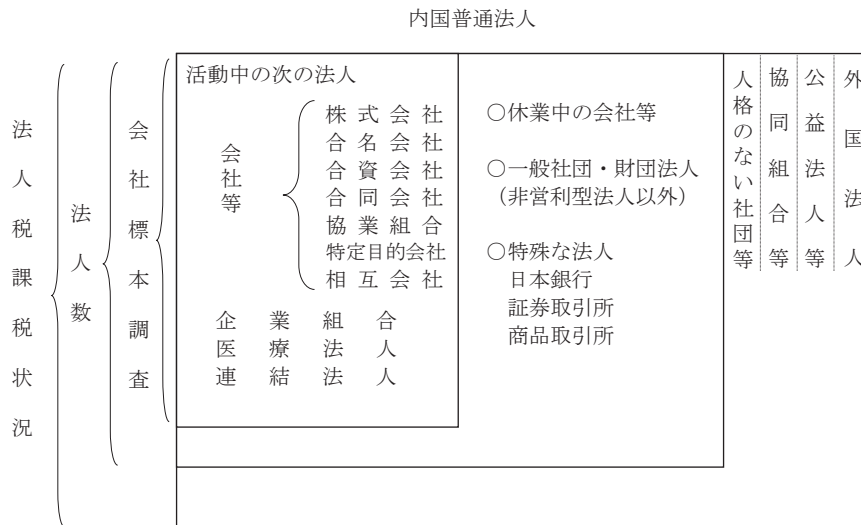 内国普通法人
法人税課税状況
法人数
会社標本調査
活動中の次の法人
会社等
株式会社
合名会社
合資会社
合同会社
協業組合
特定目的会社
相互会社
企業組合
医療法人
連結法人
○休業中の会社等
○一般社団・財団法人
（非営利型法人以外）
○特殊な法人
日本銀行
証券取引所
商品取引所
人格のない社団等
協同組合等
公益法人等
外国法人